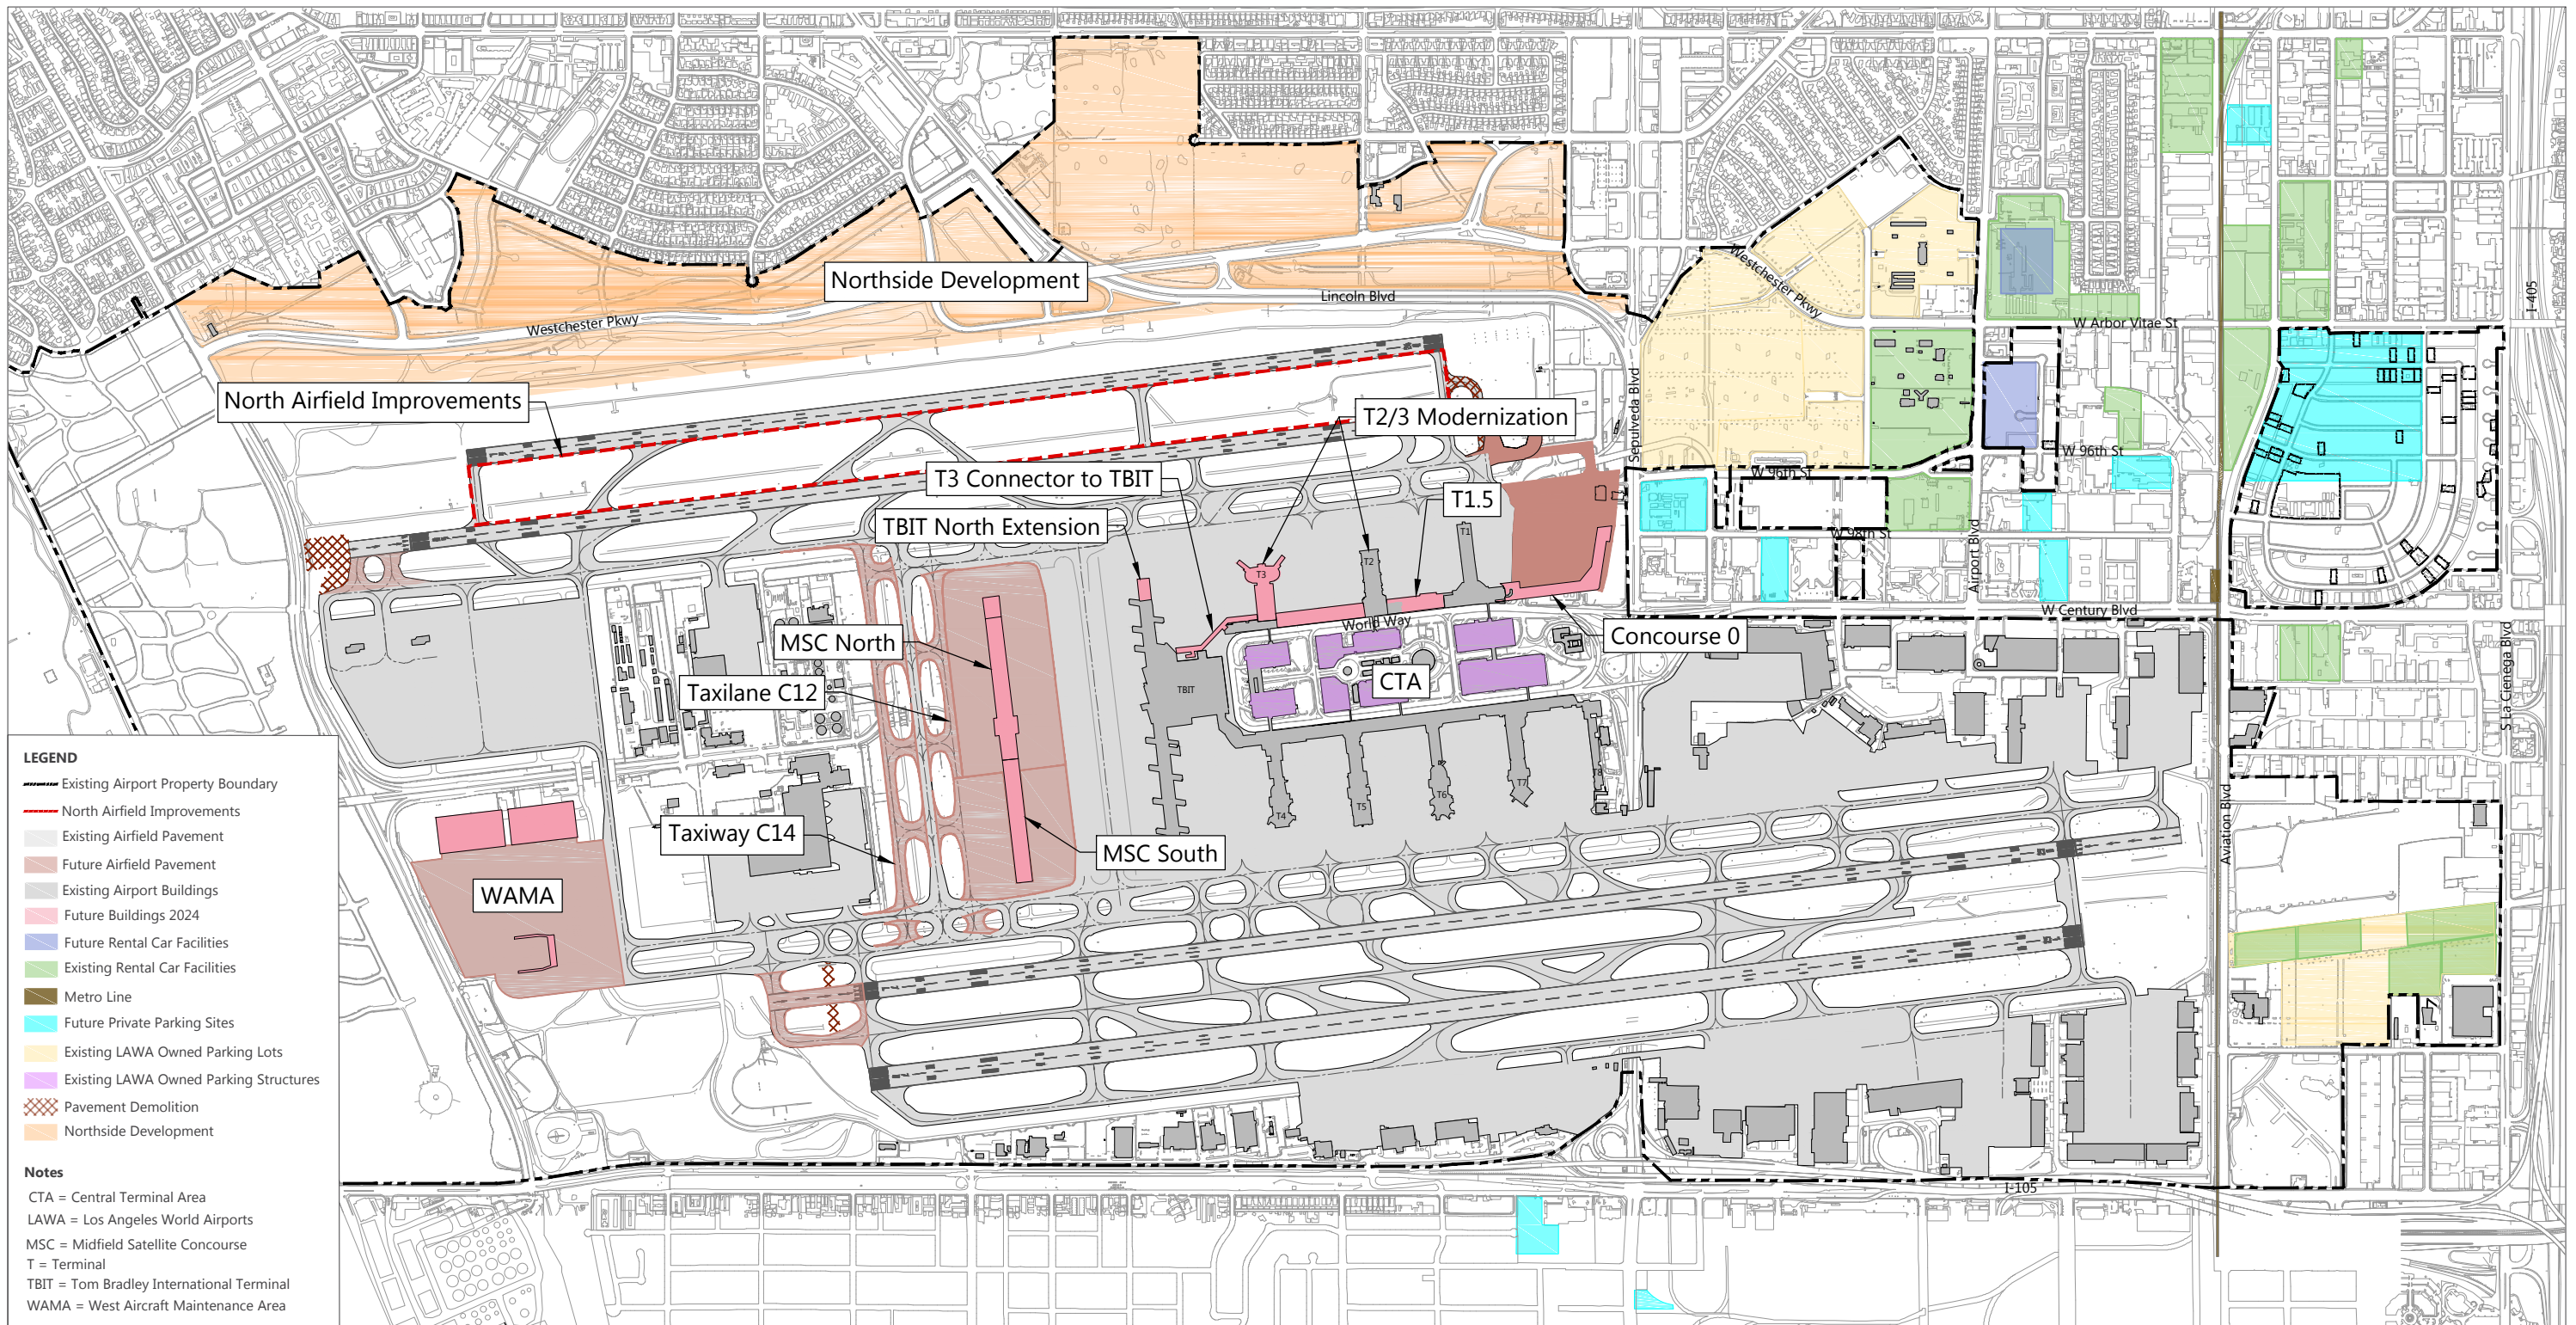 Northside Development
Lincoln Blvd
Westchester Pkwy
Westchester Pkwy
I-405
W Arbor Vitae St
North Airfield Improvements
Sepulveda Blvd
T2/3 Modernization
W 96th St
W 96th St
T3 Connector to TBIT
T1.5
TBIT North Extension
T1
W 98th St
Airport Blvd
T2
T3
W Century Blvd
World Way
MSC North
Concourse 0
S La Cienega Blvd
Taxilane C12
TBIT
CTA
T8
T7
T6
T5
T4
Aviation Blvd
Taxiway C14
MSC South
WAMA
I-105
LEGEND
Existing Airport Property Boundary
North Airfield Improvements
Existing Airfield Pavement
Future Airfield Pavement
Existing Airport Buildings
Future Buildings 2024
Future Rental Car Facilities
Existing Rental Car Facilities
Metro Line
Future Private Parking Sites
Existing LAWA Owned Parking Lots
Existing LAWA Owned Parking Structures
Pavement Demolition
Northside Development
Notes
CTA = Central Terminal Area
LAWA = Los Angeles World Airports
MSC = Midfield Satellite Concourse
T = Terminal
TBIT = Tom Bradley International Terminal
WAMA = West Aircraft Maintenance Area